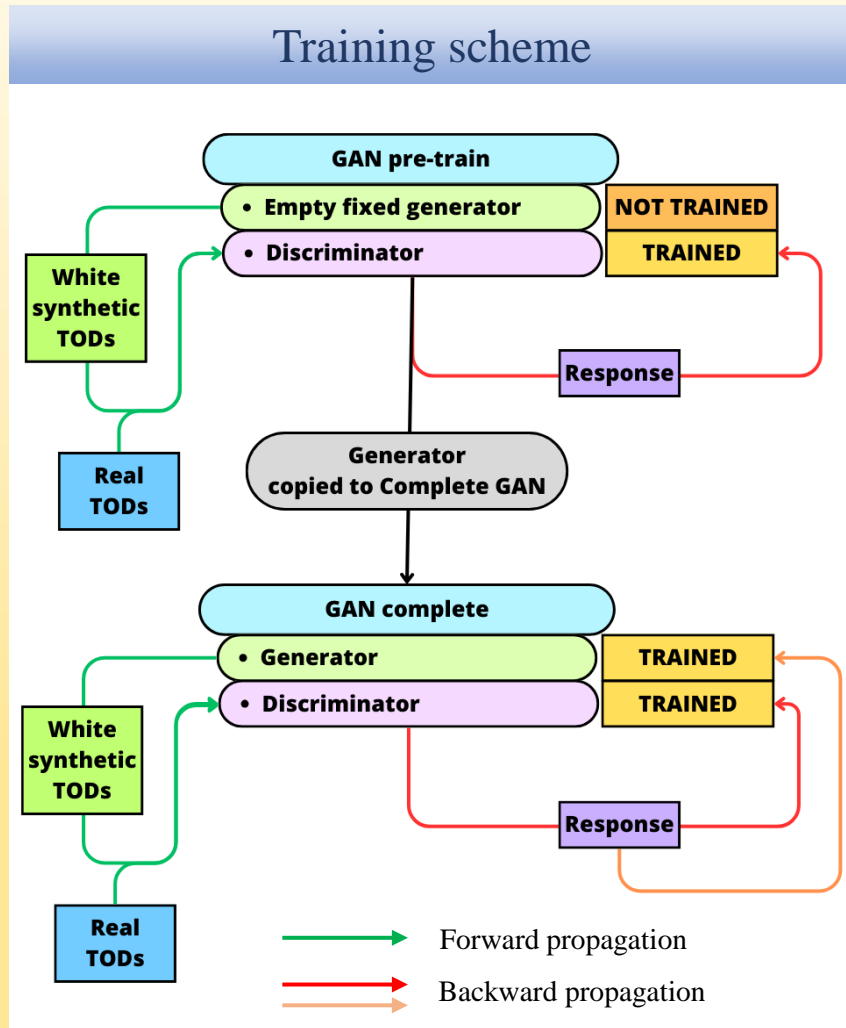 Training scheme
GAN pre-train
• Empty fixed generator
NOT TRAINED
• Discriminator
TRAINED
White
synthetic
TODs
Response
Real
TODs
Generator
copied to Complete GAN
GAN complete
• Generator
TRAINED
• Discriminator
TRAINED
White
synthetic
TODs
Response
Real
TODs
Forward propagation
Backward propagation